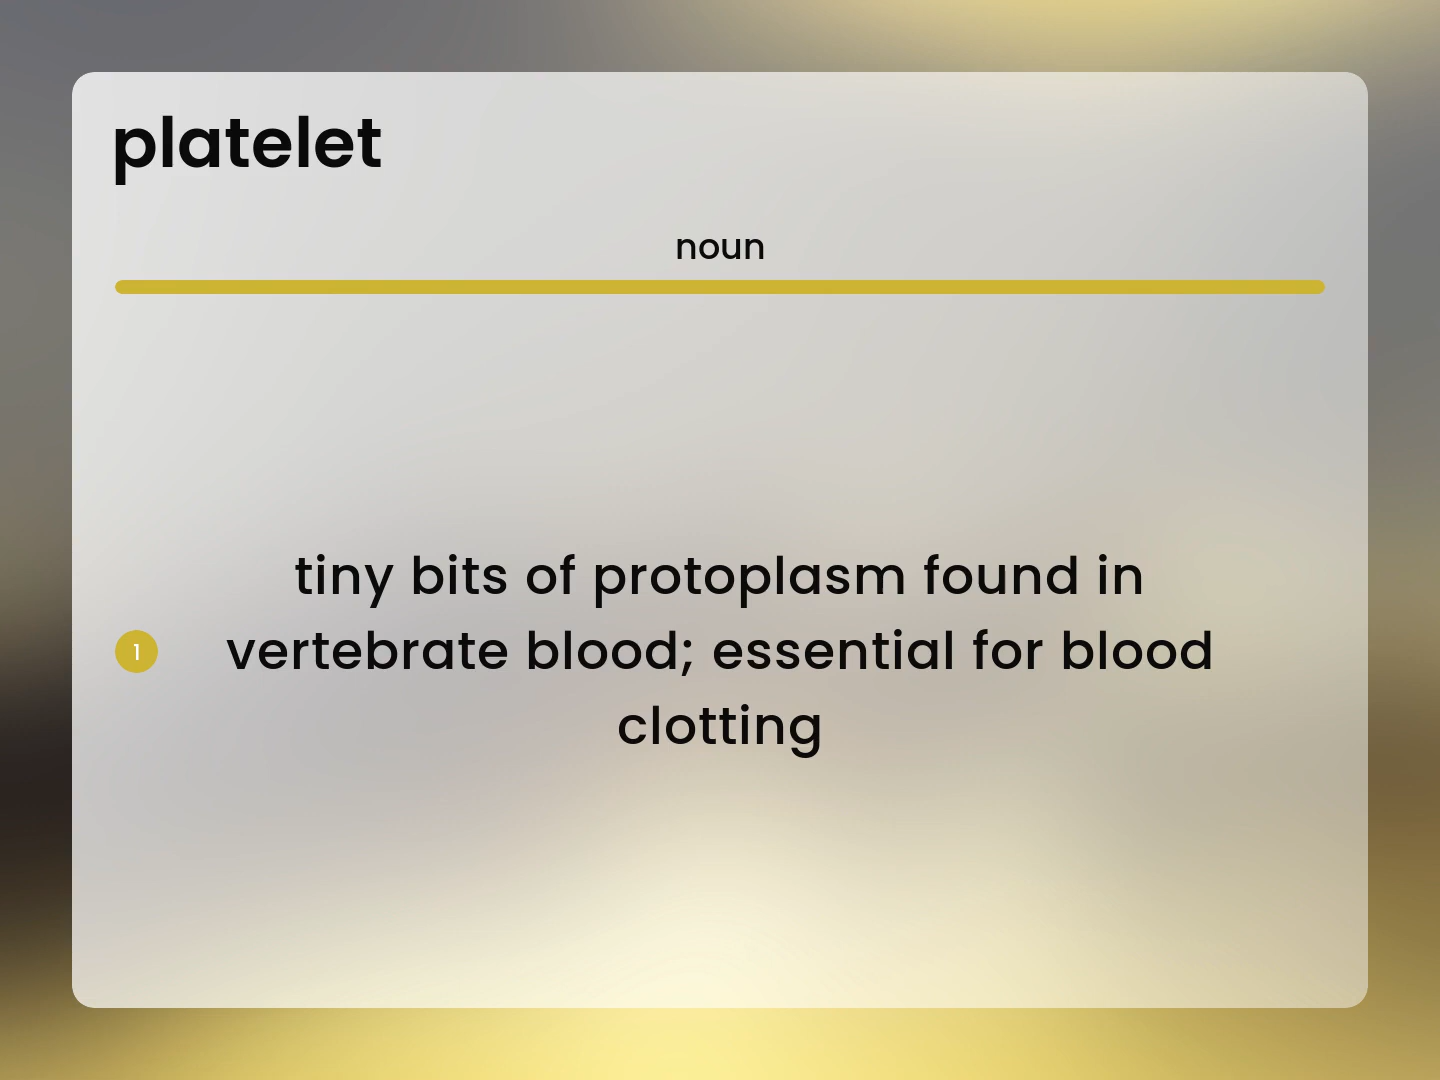 platelet
noun
tiny bits of protoplasm found in
1 vertebrate blood; essential for blood
clotting